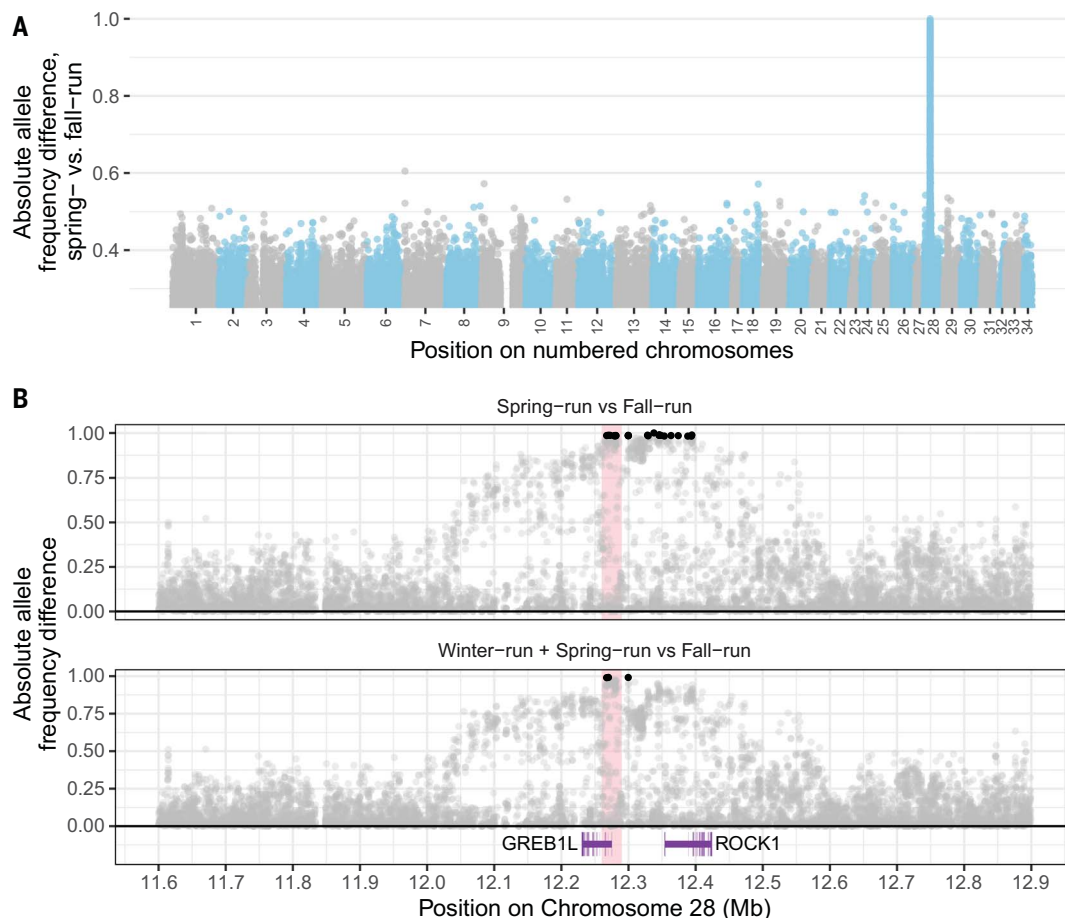 A
Absolute allele
frequency difference,
spring- vs. fall-run
1.0
0.8
0.6
0.4
1 2 3 4 5 6 7 8 9 10 11 12 13 14 15 16 17 18 19 20 21 22 23 24 25 26 27 28 29 30 31 32 33 34
Position on numbered chromosomes
B
Absolute allele
frequency difference
Spring-run vs Fall-run
1.00
0.75
0.50
0.25
0.00
Winter-run + Spring-run vs Fall-run
1.00
0.75
0.50
0.25
0.00
GREB1L ROCK1
11.6 11.7 11.8 11.9 12.0 12.1 12.2 12.3 12.4 12.5 12.6 12.7 12.8 12.9
Position on Chromosome 28 (Mb)